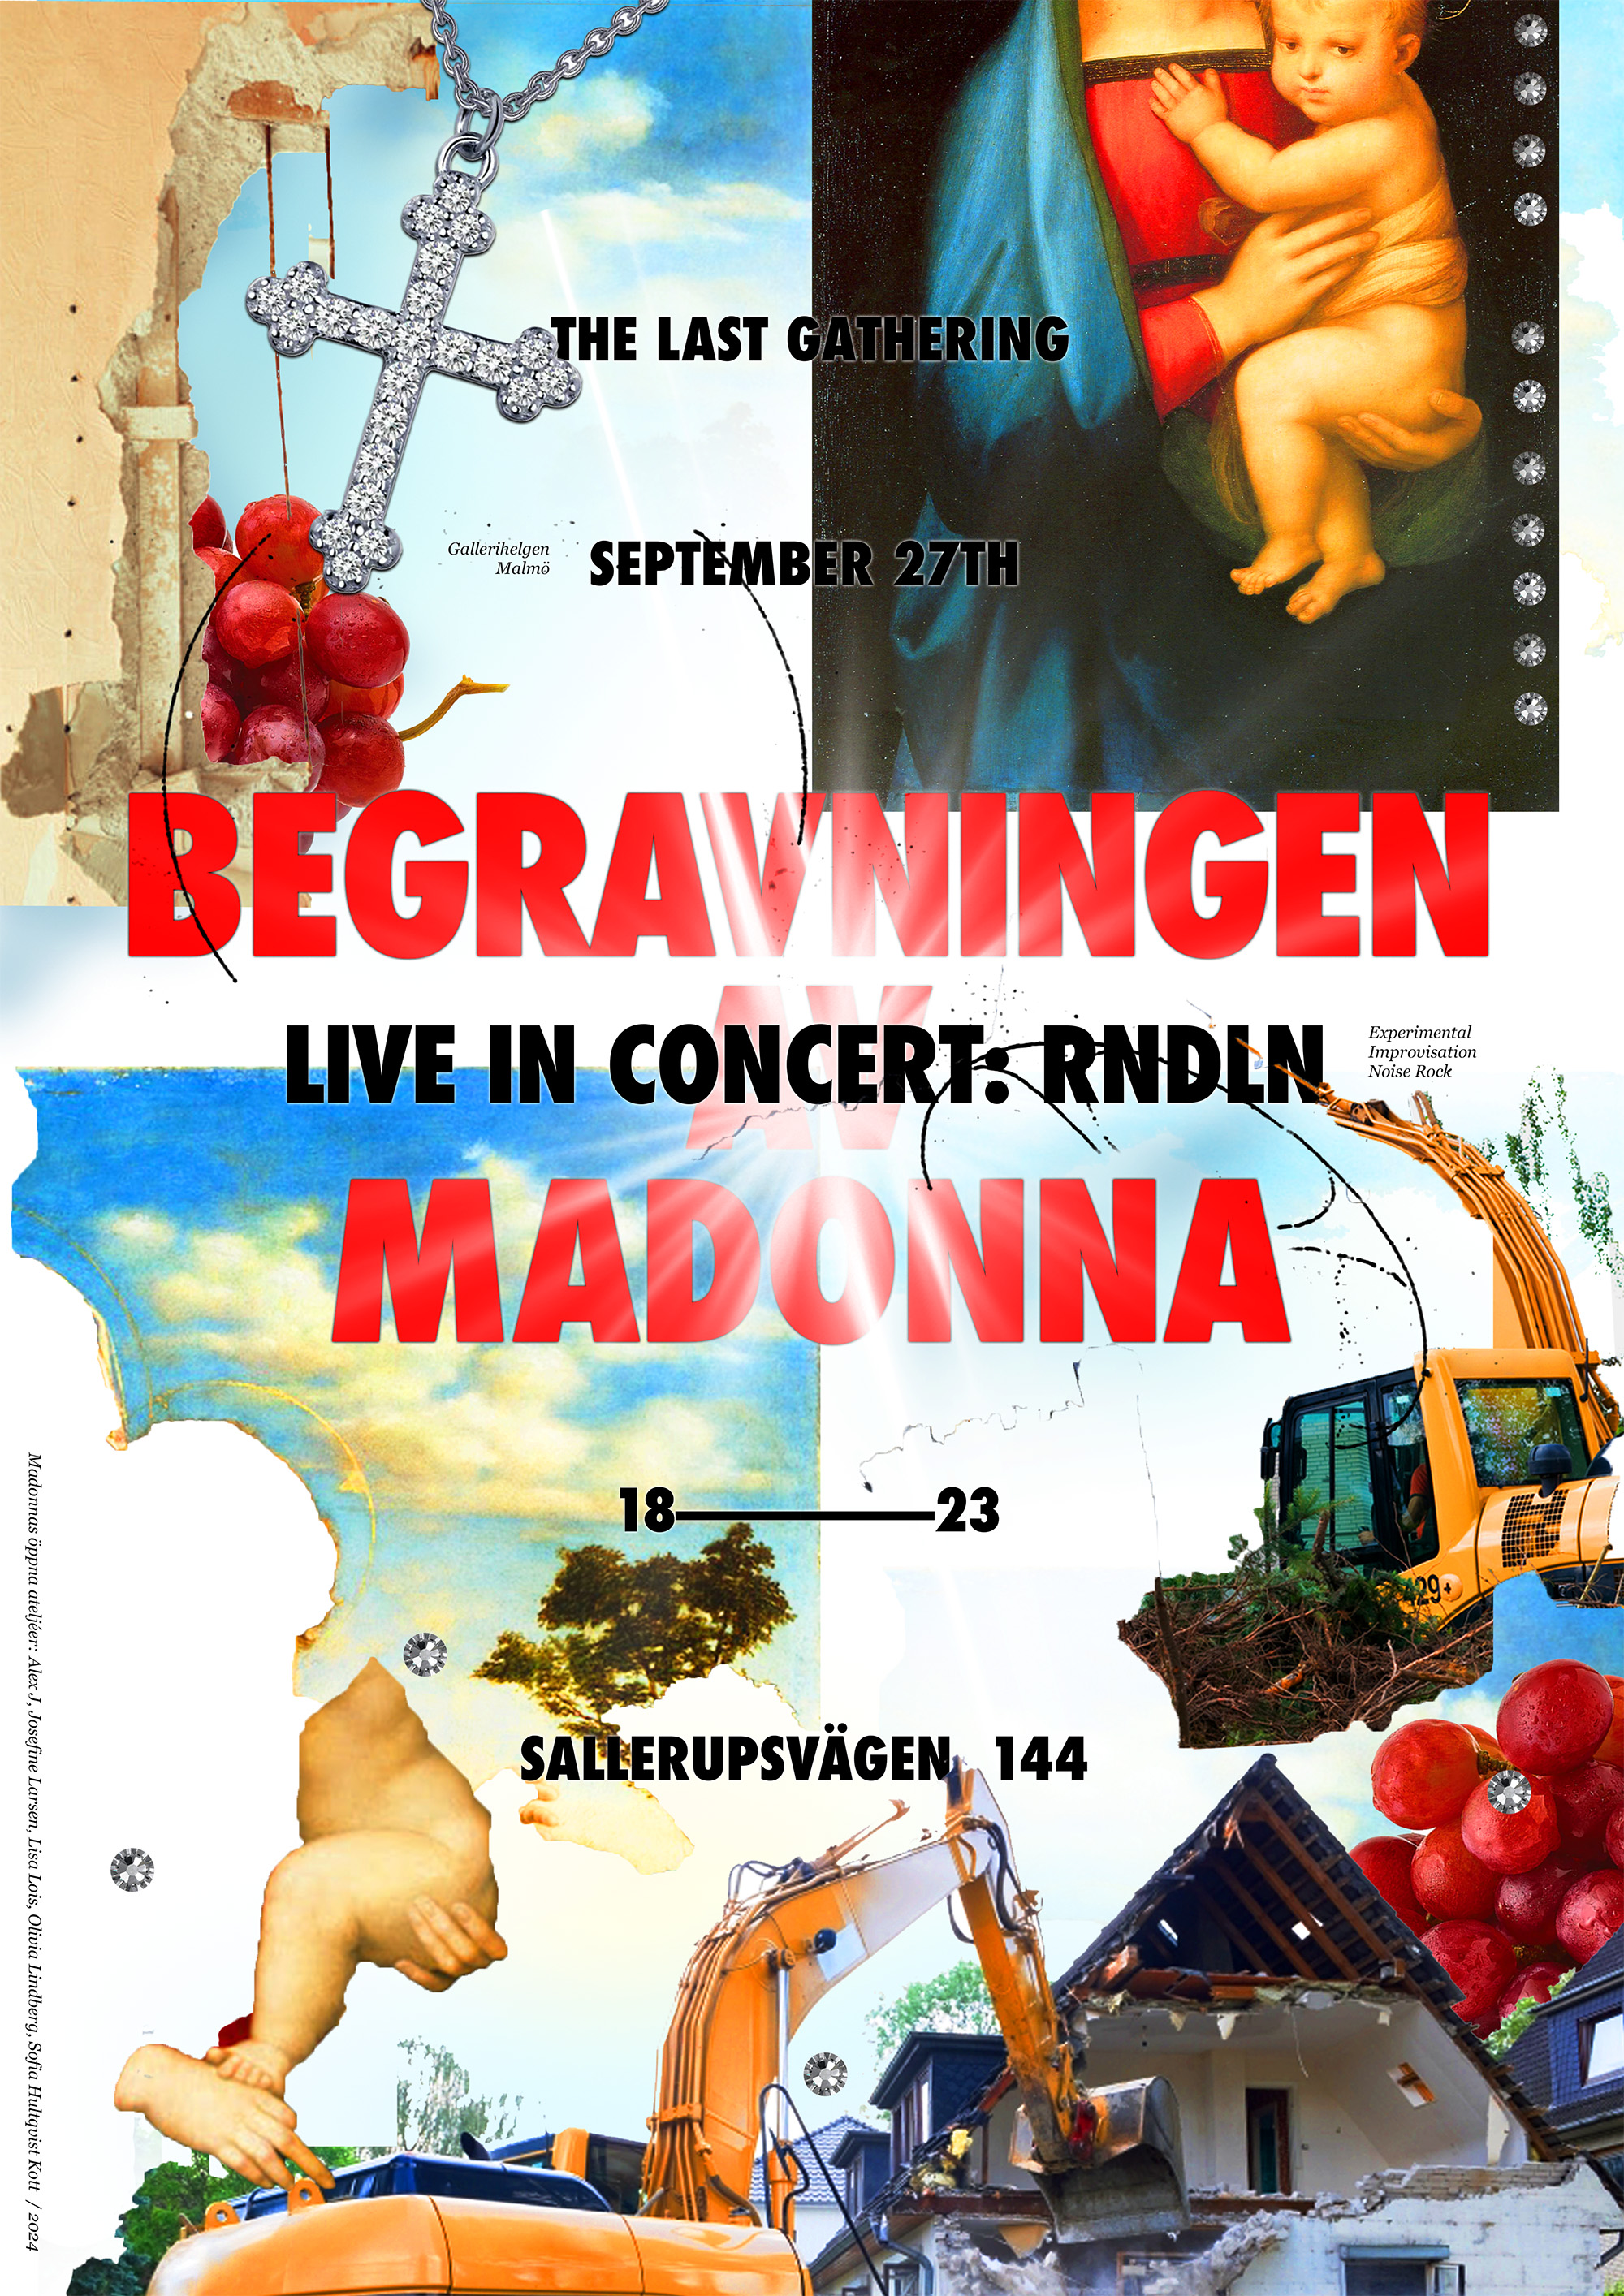 THE LAST GATHERING
Gallerihelgen
Malmö
SEPTEMBER 27TH
BEGRAVNINGEN
AV
LIVE IN CONCERT: RNDLN
Experimental
Improvisation
Noise Rock
MADONNA
18——23
SALLERUPSVÄGEN 144
Madonnas öppna ateljéer: Alex J, Josefine Larsen, Lisa Lois, Olivia Lindberg, Sofia Hultqvist Kott / 2024